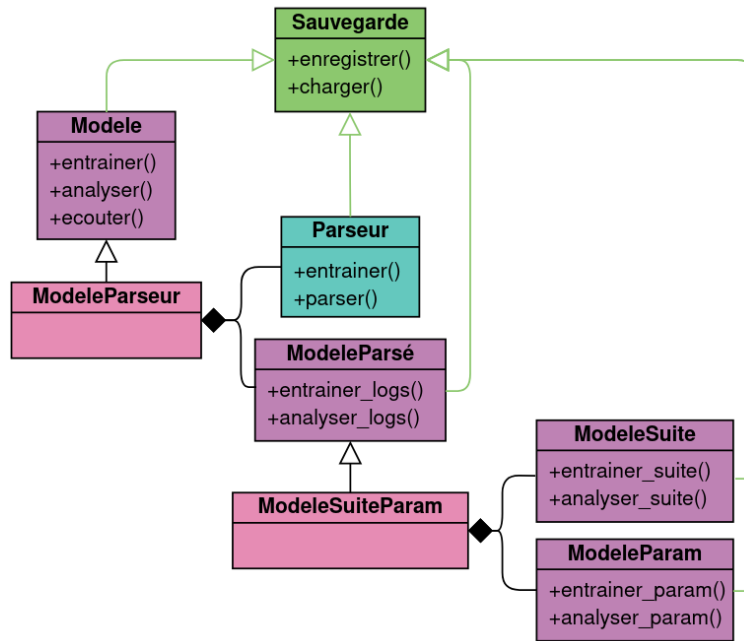 Sauvegarde
+enregistrer()
+charger()
Modele
+entrainer()
+analyser()
+ecouter()
Parseur
+entrainer()
+parser()
ModeleParseur
ModeleParsé
+entrainer_logs()
+analyser_logs()
ModeleSuite
+entrainer_suite()
+analyser_suite()
ModeleSuiteParam
ModeleParam
+entrainer_param()
+analyser_param()